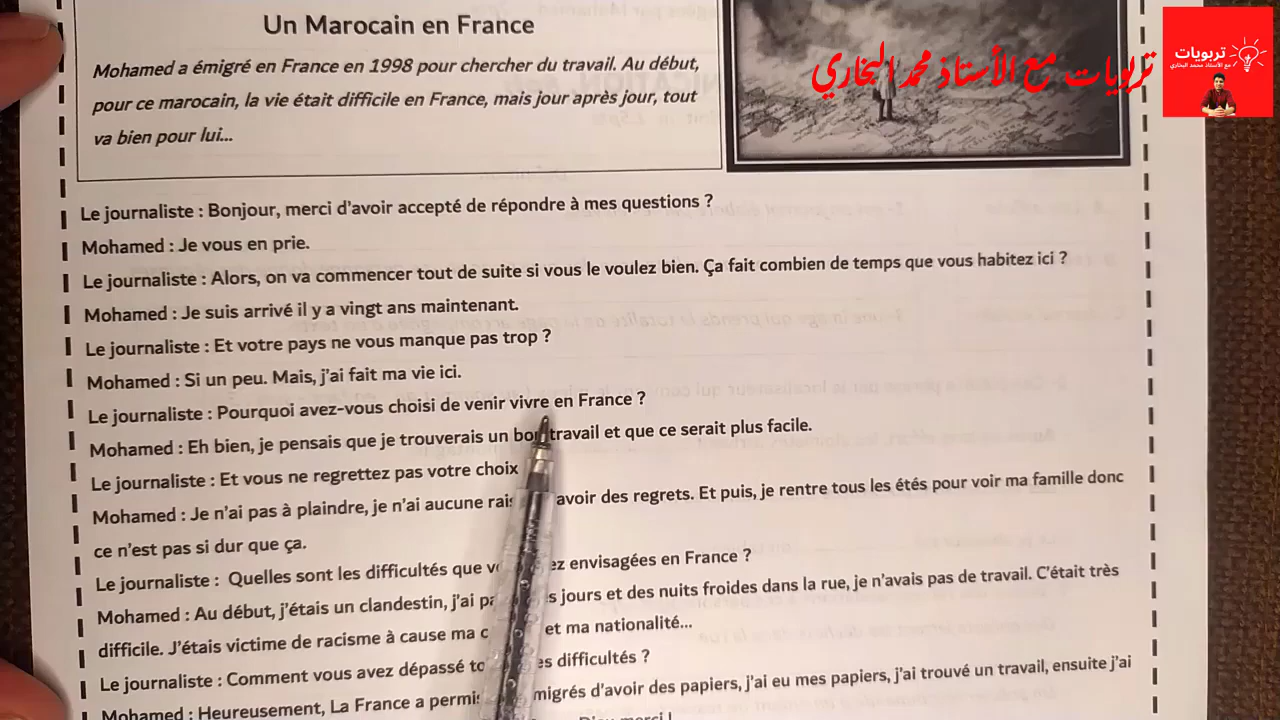 Un Marocain en France
Mohamed a émigré en France en 1998 pour chercher du travail. Au début,
pour ce marocain, la vie était difficile en France, mais jour après jour, tout
va bien pour lui...
تربويات مع الأستاذ محمد البخاري
تربويات
مع الأستاذ محمد البخاري
Le journaliste : Bonjour, merci d'avoir accepté de répondre à mes questions ?
Mohamed : Je vous en prie.
Le journaliste : Alors, on va commencer tout de suite si vous le voulez bien. Ça fait combien de temps que vous habitez ici ?
Mohamed : Je suis arrivé il y a vingt ans maintenant.
Le journaliste : Et votre pays ne vous manque pas trop ?
Mohamed : Si un peu. Mais, j'ai fait ma vie ici.
Le journaliste : Pourquoi avez-vous choisi de venir vivre en France ?
Mohamed : Eh bien, je pensais que je trouverais un bon travail et que ce serait plus facile.
Le journaliste : Et vous ne regrettez pas votre choix
Mohamed : Je n'ai pas à plaindre, je n'ai aucune avoir des regrets. Et puis, je rentre tous les étés pour voir ma famille donc
ce n'est pas si dur que ça.
Le journaliste : Quelles sont les difficultés que envisagées en France ?
Mohamed : Au début, j'étais un clandestin, j'ai jours et des nuits froides dans la rue, je n'avais pas de travail. C'était très
difficile. J'étais victime de racisme à cause ma et ma nationalité...
Le journaliste : Comment vous avez dépassé difficultés ?
Mohamed : Heureusement, La France a permis d'avoir des papiers, j'ai eu mes papiers, j'ai trouvé un travail, ensuite j'ai
merci !